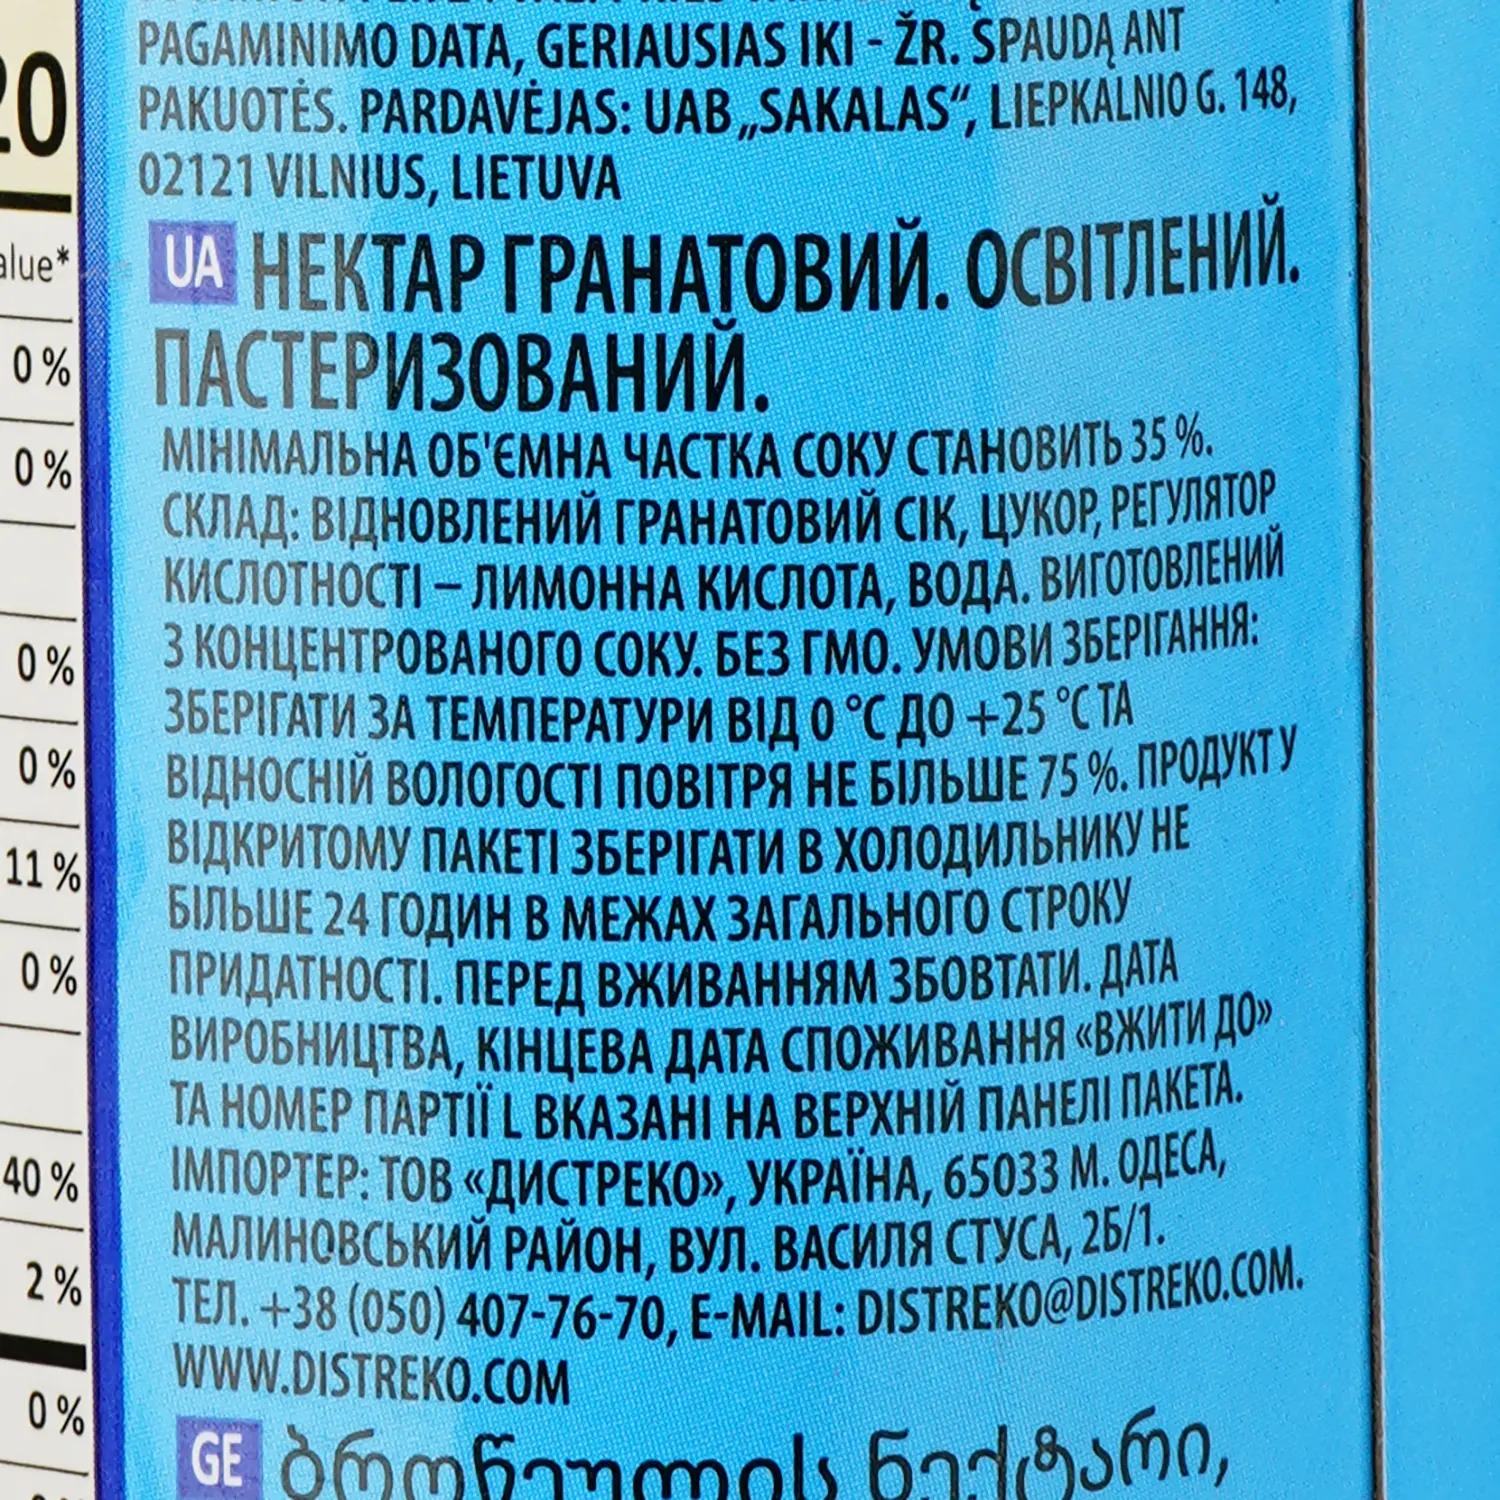 PAGAMINIMO DATA, GERIAUSIAS IKI - ŽR. SPAUDĄ ANT
PAKUOTĖS. PARDAVĖJAS: UAB „SAKALAS“, LIEPKALNIO G. 148,
02121 VILNIUS, LIETUVA
UA НЕКТАР ГРАНАТОВИЙ. ОСВІТЛЕНИЙ.
ПАСТЕРИЗОВАНИЙ.
МІНІМАЛЬНА ОБ'ЄМНА ЧАСТКА СОКУ СТАНОВИТЬ 35 %.
СКЛАД: ВІДНОВЛЕНИЙ ГРАНАТОВИЙ СІК, ЦУКОР, РЕГУЛЯТОР
КИСЛОТНОСТІ – ЛИМОННА КИСЛОТА, ВОДА. ВИГОТОВЛЕНИЙ
З КОНЦЕНТРОВАНОГО СОКУ. БЕЗ ГМО. УМОВИ ЗБЕРІГАННЯ:
ЗБЕРІГАТИ ЗА ТЕМПЕРАТУРИ ВІД 0 °С ДО +25 °С ТА
ВІДНОСНІЙ ВОЛОГОСТІ ПОВІТРЯ НЕ БІЛЬШЕ 75 %. ПРОДУКТ У
ВІДКРИТОМУ ПАКЕТІ ЗБЕРІГАТИ В ХОЛОДИЛЬНИКУ НЕ
БІЛЬШЕ 24 ГОДИН В МЕЖАХ ЗАГАЛЬНОГО СТРОКУ
ПРИДАТНОСТІ. ПЕРЕД ВЖИВАННЯМ ЗБОВТАТИ. ДАТА
ВИРОБНИЦТВА, КІНЦЕВА ДАТА СПОЖИВАННЯ «ВЖИТИ ДО»
ТА НОМЕР ПАРТІЇ L ВКАЗАНІ НА ВЕРХНІЙ ПАНЕЛІ ПАКЕТА.
ІМПОРТЕР: ТОВ «ДИСТРЕКО», УКРАЇНА, 65033 М. ОДЕСА,
МАЛИНОВСЬКИЙ РАЙОН, ВУЛ. ВАСИЛЯ СТУСА, 2Б/1.
ТЕЛ. +38 (050) 407-76-70, E-MAIL: DISTREKO@DISTREKO.COM.
WWW.DISTREKO.COM
GE ბროწეულის ნექტარი,
0 %
0 %
0 %
0 %
11 %
0 %
40 %
2 %
0 %